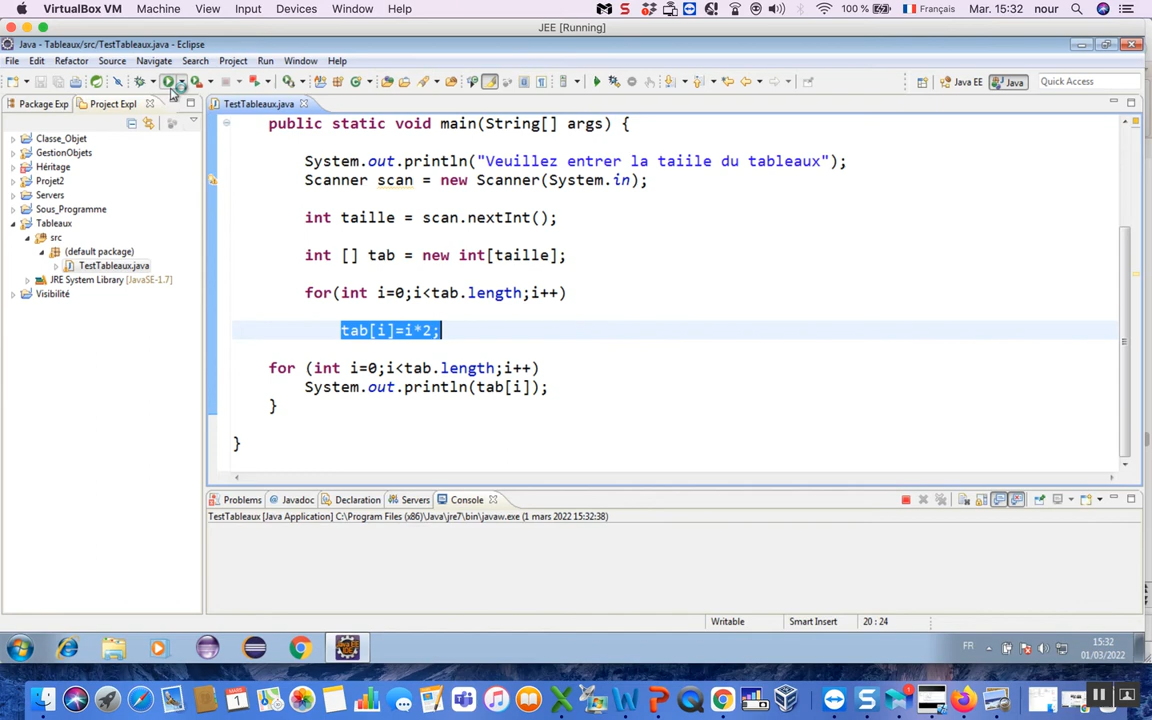 VirtualBox VM Machine View Input Devices Window Help 100 % Français Mar. 15:32 nour
JEE [Running]
Java - Tableaux/src/TestTableaux.java - Eclipse
File Edit Refactor Source Navigate Search Project Run Window Help
Java EE Java Quick Access
Package Exp Project Expl TestTableaux.java
Classe_Objet
GestionObjets
Héritage
Projet2
Servers
Sous_Programme
Tableaux
src
(default package)
TestTableaux.java
JRE System Library [JavaSE-1.7]
Visibilité
public static void main(String[] args) {
System.out.println("Veuillez entrer la taiille du tableaux");
Scanner scan = new Scanner(System.in);
int taille = scan.nextInt();
int [] tab = new int[taille];
for(int i=0;i<tab.length;i++)
tab[i]=i*2;
for (int i=0;i<tab.length;i++)
System.out.println(tab[i]);
}
}
Problems Javadoc Declaration Servers Console
TestTableaux [Java Application] C:\Program Files (x86)\Java\jre7\bin\javaw.exe (1 mars 2022 15:32:38)
Writable Smart Insert 20 : 24
FR 15:32
01/03/2022